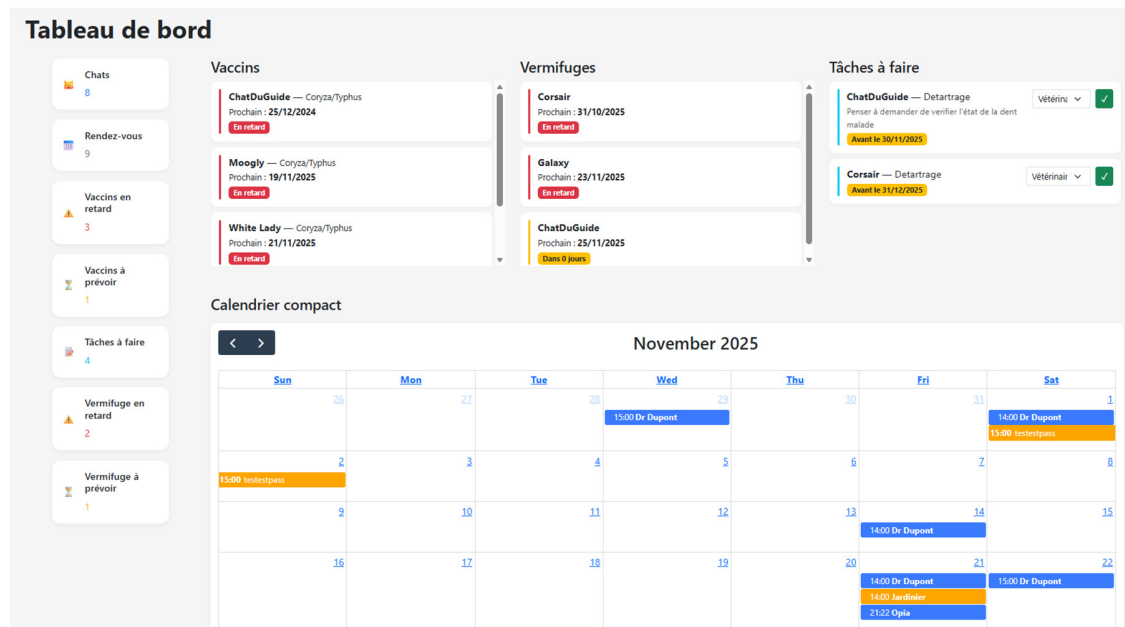 Tableau de bord
Chats
8
Rendez-vous
9
Vaccins en
retard
3
Vaccins à
prévoir
1
Tâches à faire
4
Vermifuge en
retard
2
Vermifuge à
prévoir
1
Vaccins
ChatDuGuide — Coryza/Typhus
Prochain : 25/12/2024
En retard
Moogly — Coryza/Typhus
Prochain : 19/11/2025
En retard
White Lady — Coryza/Typhus
Prochain : 21/11/2025
En retard
Vermifuges
Corsair
Prochain : 31/10/2025
En retard
Galaxy
Prochain : 23/11/2025
En retard
ChatDuGuide
Prochain : 25/11/2025
Dans 0 jours
Tâches à faire
ChatDuGuide — Detartrage
Penser à demander de verifier l'état de la dent
malade
Avant le 30/11/2025
Vétérina
Corsair — Detartrage
Avant le 31/12/2025
Vétérinair
Calendrier compact
November 2025
Sun Mon Tue Wed Thu Fri Sat
26 27 28 29 30 31 1
15:00 Dr Dupont 14:00 Dr Dupont
15:00 testestpass
2 3 4 5 6 7 8
15:00 testestpass
9 10 11 12 13 14 15
14:00 Dr Dupont
16 17 18 19 20 21 22
14:00 Dr Dupont 15:00 Dr Dupont
14:00 Jardinier
21:22 Opia